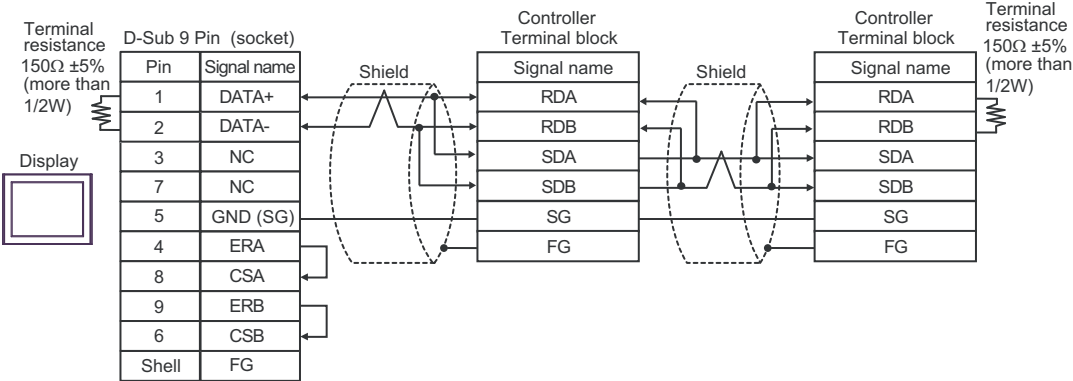 Terminal
resistance
150Ω ±5%
(more than
1/2W)
Display
D-Sub 9 Pin (socket)
Pin Signal name
1 DATA+
2 DATA-
3 NC
7 NC
5 GND (SG)
4 ERA
8 CSA
9 ERB
6 CSB
Shell FG
Shield
Controller
Terminal block
Signal name
RDA
RDB
SDA
SDB
SG
FG
Shield
Controller
Terminal block
Signal name
RDA
RDB
SDA
SDB
SG
FG
Terminal
resistance
150Ω ±5%
(more than
1/2W)